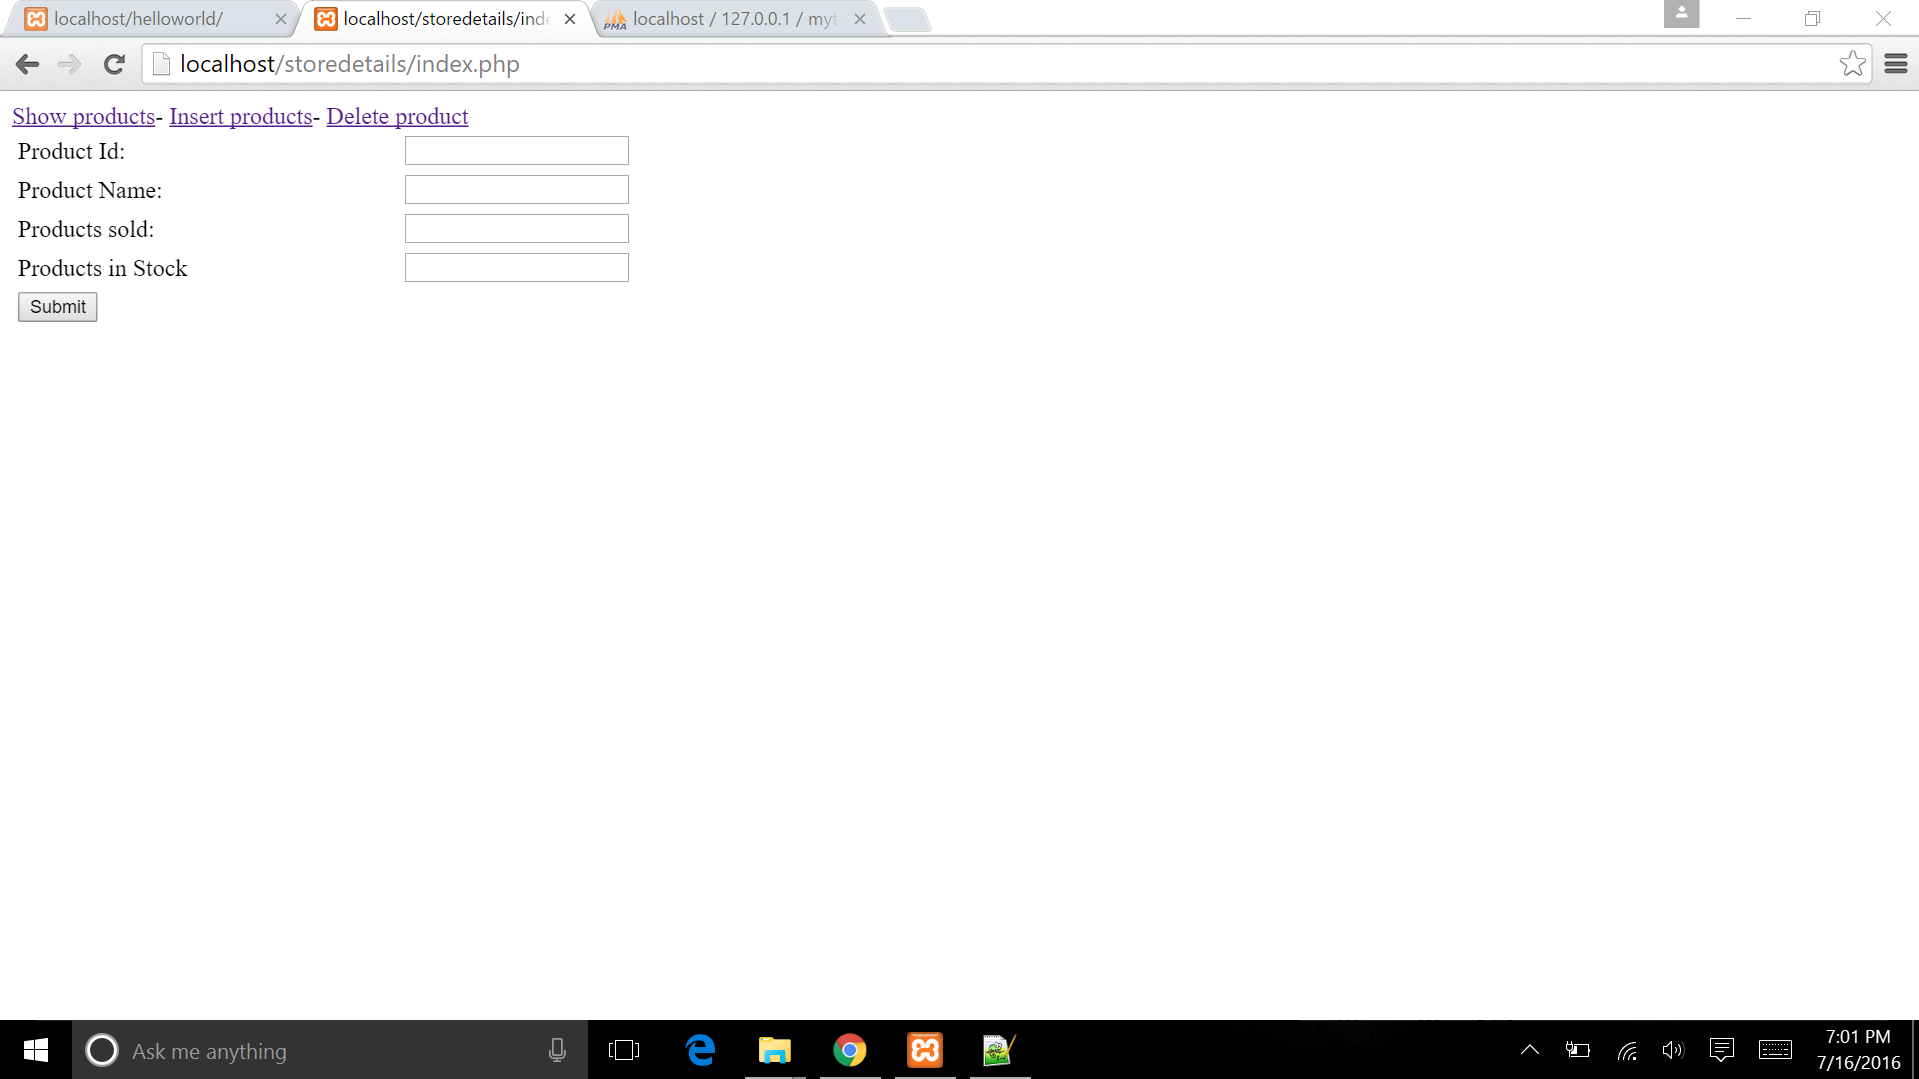 localhost/helloworld/
localhost/storedetails/inde
localhost / 127.0.0.1 / myt
PMA
localhost/storedetails/index.php
Show products- Insert products- Delete product
Product Id:
Product Name:
Products sold:
Products in Stock
Submit
Ask me anything
7:01 PM
7/16/2016